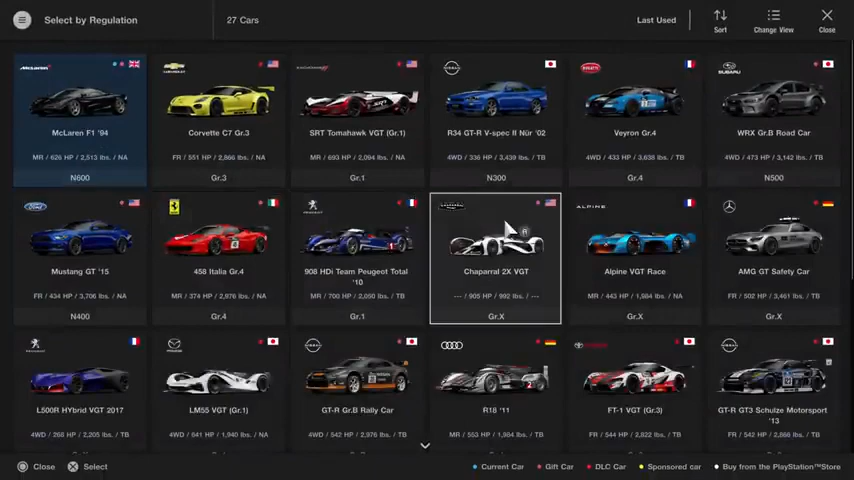 Select by Regulation
27 Cars
Last Used
Sort
Change View
Close
McLaren
CHEVROLET
McLaren F1 '94
Corvette C7 Gr.3
SRT Tomahawk VGT (Gr.1)
R34 GT-R V-spec II Nür '02
Veyron Gr.4
WRX Gr.B Road Car
MR / 626 HP / 2,513 lbs. / NA
FR / 551 HP / 2,866 lbs. / NA
MR / 693 HP / 2,094 lbs. / NA
4WD / 336 HP / 3,439 lbs. / TB
4WD / 433 HP / 3,638 lbs. / TB
4WD / 473 HP / 3,142 lbs. / TB
N600
Gr.3
Gr.1
N300
Gr.4
N500
ALPINE
R
Mustang GT '15
458 Italia Gr.4
908 HDi Team Peugeot Total '10
Chaparral 2X VGT
Alpine VGT Race
AMG GT Safety Car
FR / 434 HP / 3,706 lbs. / NA
MR / 374 HP / 2,976 lbs. / NA
MR / 700 HP / 2,050 lbs. / TB
--- / 905 HP / 992 lbs. / ---
MR / 443 HP / 1,984 lbs. / NA
FR / 502 HP / 3,461 lbs. / TB
N400
Gr.4
Gr.1
Gr.X
Gr.X
Gr.X
L500R HYbrid VGT 2017
LM55 VGT (Gr.1)
GT-R Gr.B Rally Car
R18 '11
FT-1 VGT (Gr.3)
GT-R GT3 Schulze Motorsport '13
4WD / 268 HP / 2,205 lbs. / TB
4WD / 641 HP / 1,940 lbs. / NA
4WD / 542 HP / 2,976 lbs. / TB
MR / 553 HP / 1,984 lbs. / TB
FR / 544 HP / 2,822 lbs. / TB
FR / 542 HP / 2,866 lbs. / TB
Close
Select
Current Car
Gift Car
DLC Car
Sponsored car
Buy from the PlayStation™Store